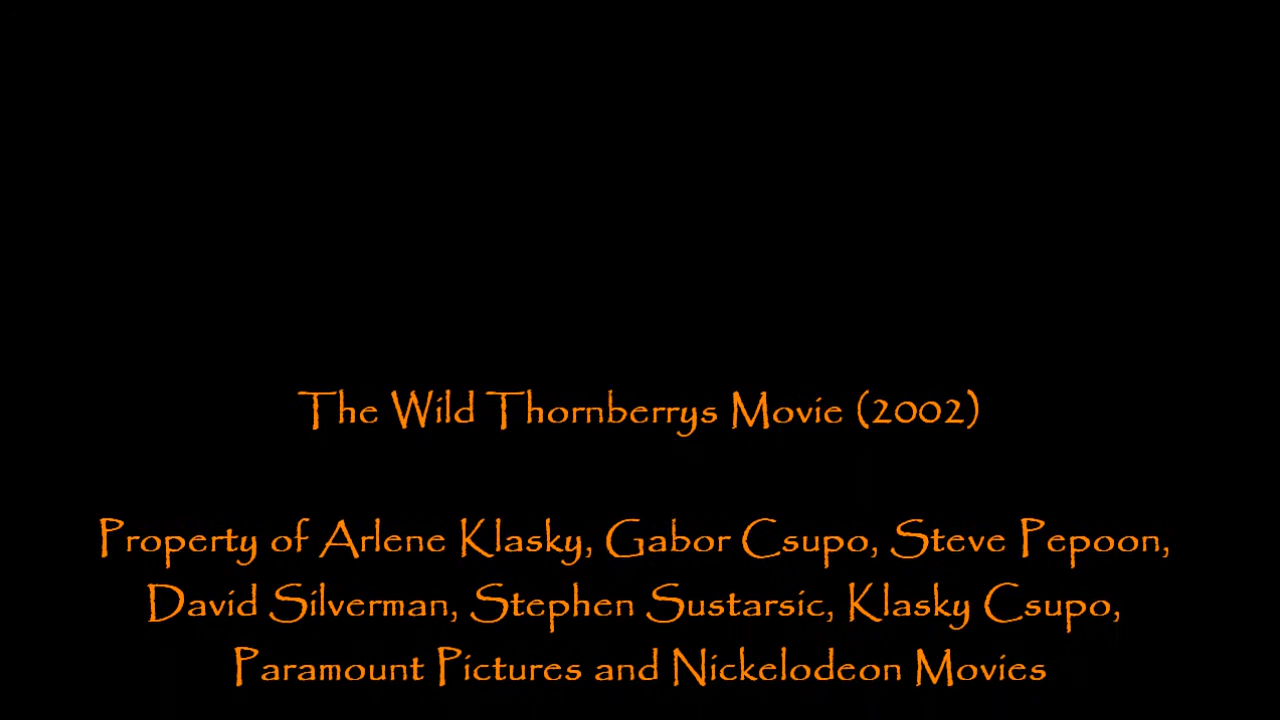 The Wild Thornberrys Movie (2002)
Property of Arlene Klasky, Gabor Csupo, Steve Pepoon,
David Silverman, Stephen Sustarsic, Klasky Csupo,
Paramount Pictures and Nickelodeon Movies